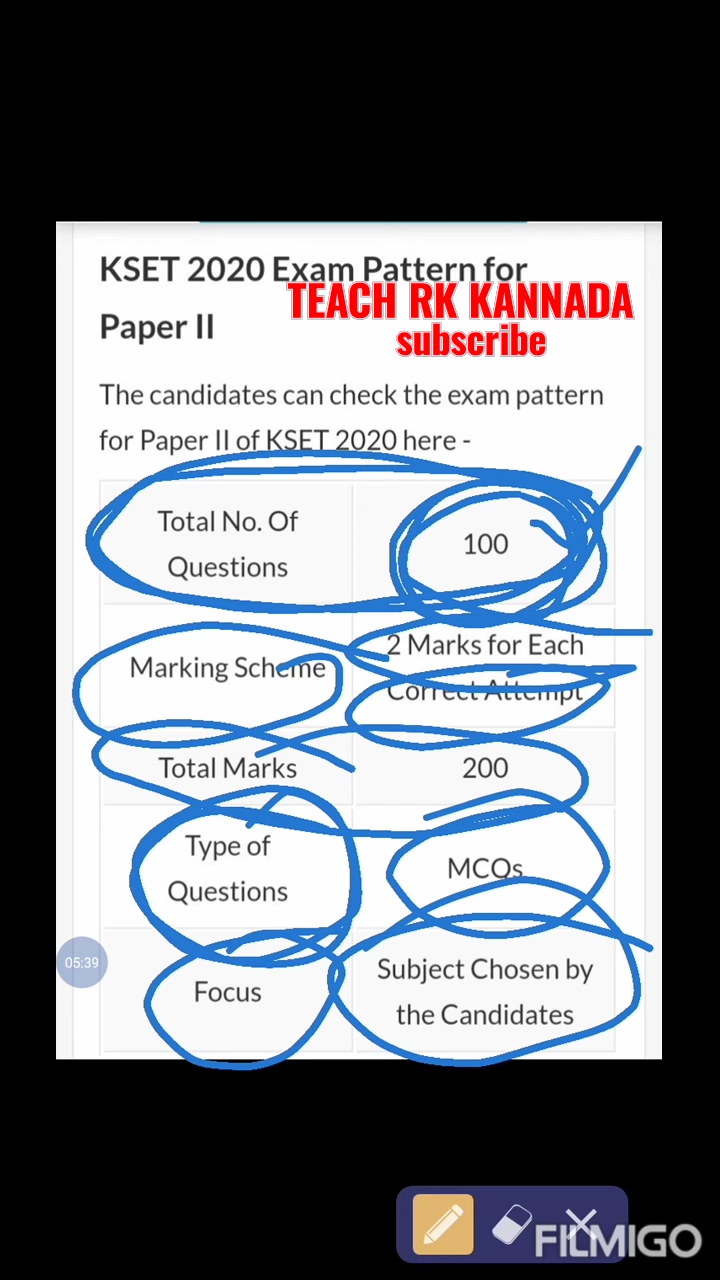 KSET 2020 Exam Pattern for
TEACH RK KANNADA
Paper II
subscribe
The candidates can check the exam pattern
for Paper II of KSET 2020 here -
Total No. Of
Questions
100
Marking Scheme
2 Marks for Each
Correct Attempt
Total Marks
200
Type of
Questions
MCQs
Focus
Subject Chosen by
the Candidates
05:39
FILMIGO